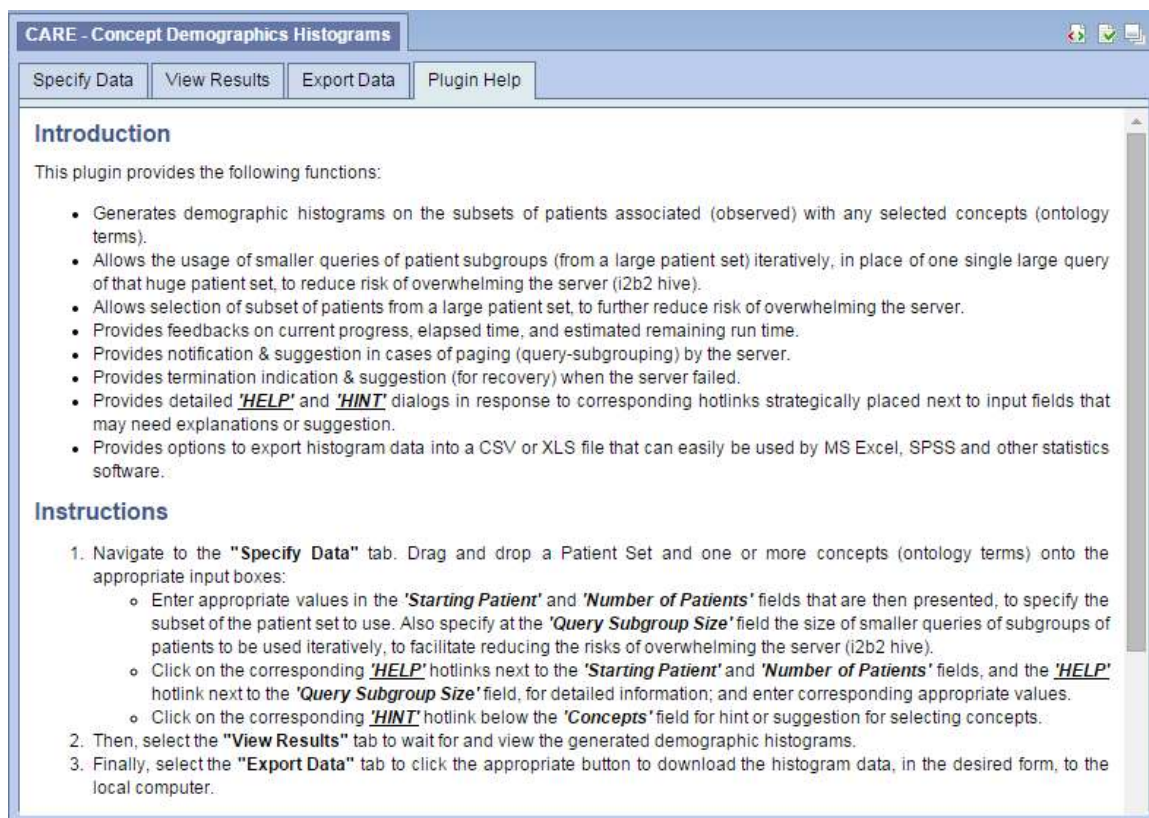 CARE - Concept Demographics Histograms
Specify Data View Results Export Data Plugin Help
Introduction
This plugin provides the following functions:
• Generates demographic histograms on the subsets of patients associated (observed) with any selected concepts (ontology
terms).
• Allows the usage of smaller queries of patient subgroups (from a large patient set) iteratively, in place of one single large query
of that huge patient set, to reduce risk of overwhelming the server (i2b2 hive).
• Allows selection of subset of patients from a large patient set, to further reduce risk of overwhelming the server.
• Provides feedbacks on current progress, elapsed time, and estimated remaining run time.
• Provides notification & suggestion in cases of paging (query-subgrouping) by the server.
• Provides termination indication & suggestion (for recovery) when the server failed.
• Provides detailed 'HELP' and 'HINT' dialogs in response to corresponding hotlinks strategically placed next to input fields that
may need explanations or suggestion.
• Provides options to export histogram data into a CSV or XLS file that can easily be used by MS Excel, SPSS and other statistics
software.
Instructions
1. Navigate to the "Specify Data" tab. Drag and drop a Patient Set and one or more concepts (ontology terms) onto the
appropriate input boxes:
○ Enter appropriate values in the 'Starting Patient' and 'Number of Patients' fields that are then presented, to specify the
subset of the patient set to use. Also specify at the 'Query Subgroup Size' field the size of smaller queries of subgroups of
patients to be used iteratively, to facilitate reducing the risks of overwhelming the server (i2b2 hive).
○ Click on the corresponding 'HELP' hotlinks next to the 'Starting Patient' and 'Number of Patients' fields, and the 'HELP'
hotlink next to the 'Query Subgroup Size' field, for detailed information; and enter corresponding appropriate values.
○ Click on the corresponding 'HINT' hotlink below the 'Concepts' field for hint or suggestion for selecting concepts.
2. Then, select the "View Results" tab to wait for and view the generated demographic histograms.
3. Finally, select the "Export Data" tab to click the appropriate button to download the histogram data, in the desired form, to the
local computer.